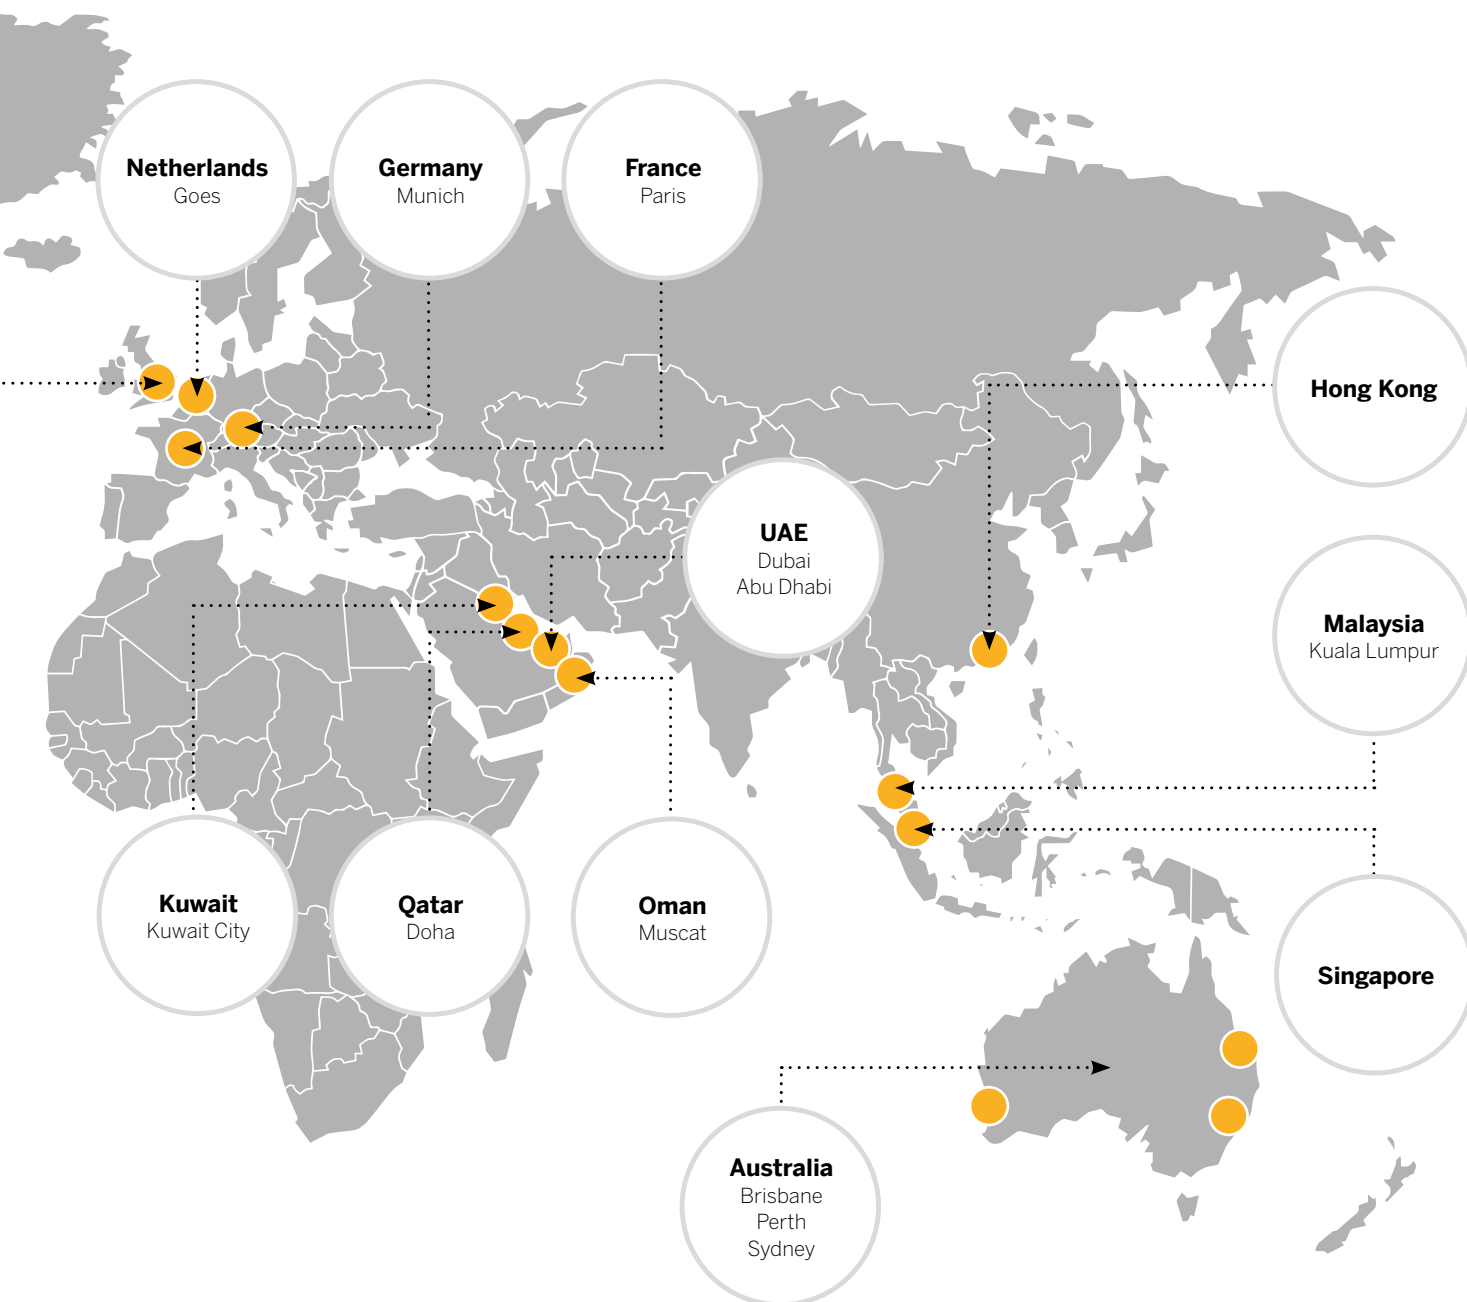 Netherlands
Goes
Germany
Munich
France
Paris
Hong Kong
UAE
Dubai
Abu Dhabi
Malaysia
Kuala Lumpur
Kuwait
Kuwait City
Qatar
Doha
Oman
Muscat
Singapore
Australia
Brisbane
Perth
Sydney